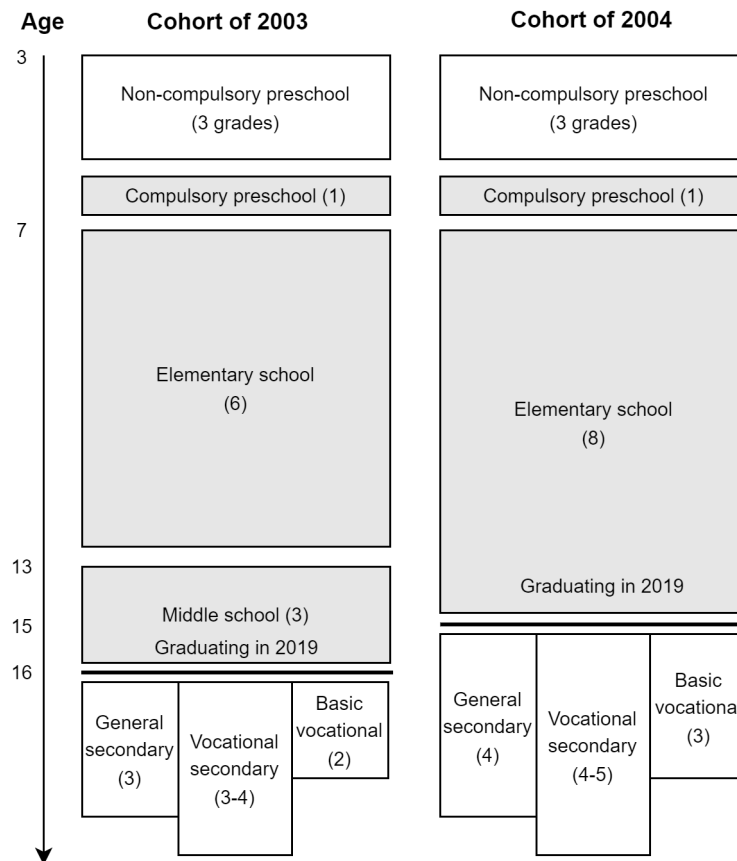 Age
Cohort of 2003
Cohort of 2004
3
Non-compulsory preschool
(3 grades)
Non-compulsory preschool
(3 grades)
Compulsory preschool (1)
Compulsory preschool (1)
7
Elementary school
(6)
Elementary school
(8)
13
Graduating in 2019
Middle school (3)
15
Graduating in 2019
16
General
secondary
(3)
Vocational
secondary
(3-4)
Basic
vocational
(2)
General
secondary
(4)
Vocational
secondary
(4-5)
Basic
vocational
(3)